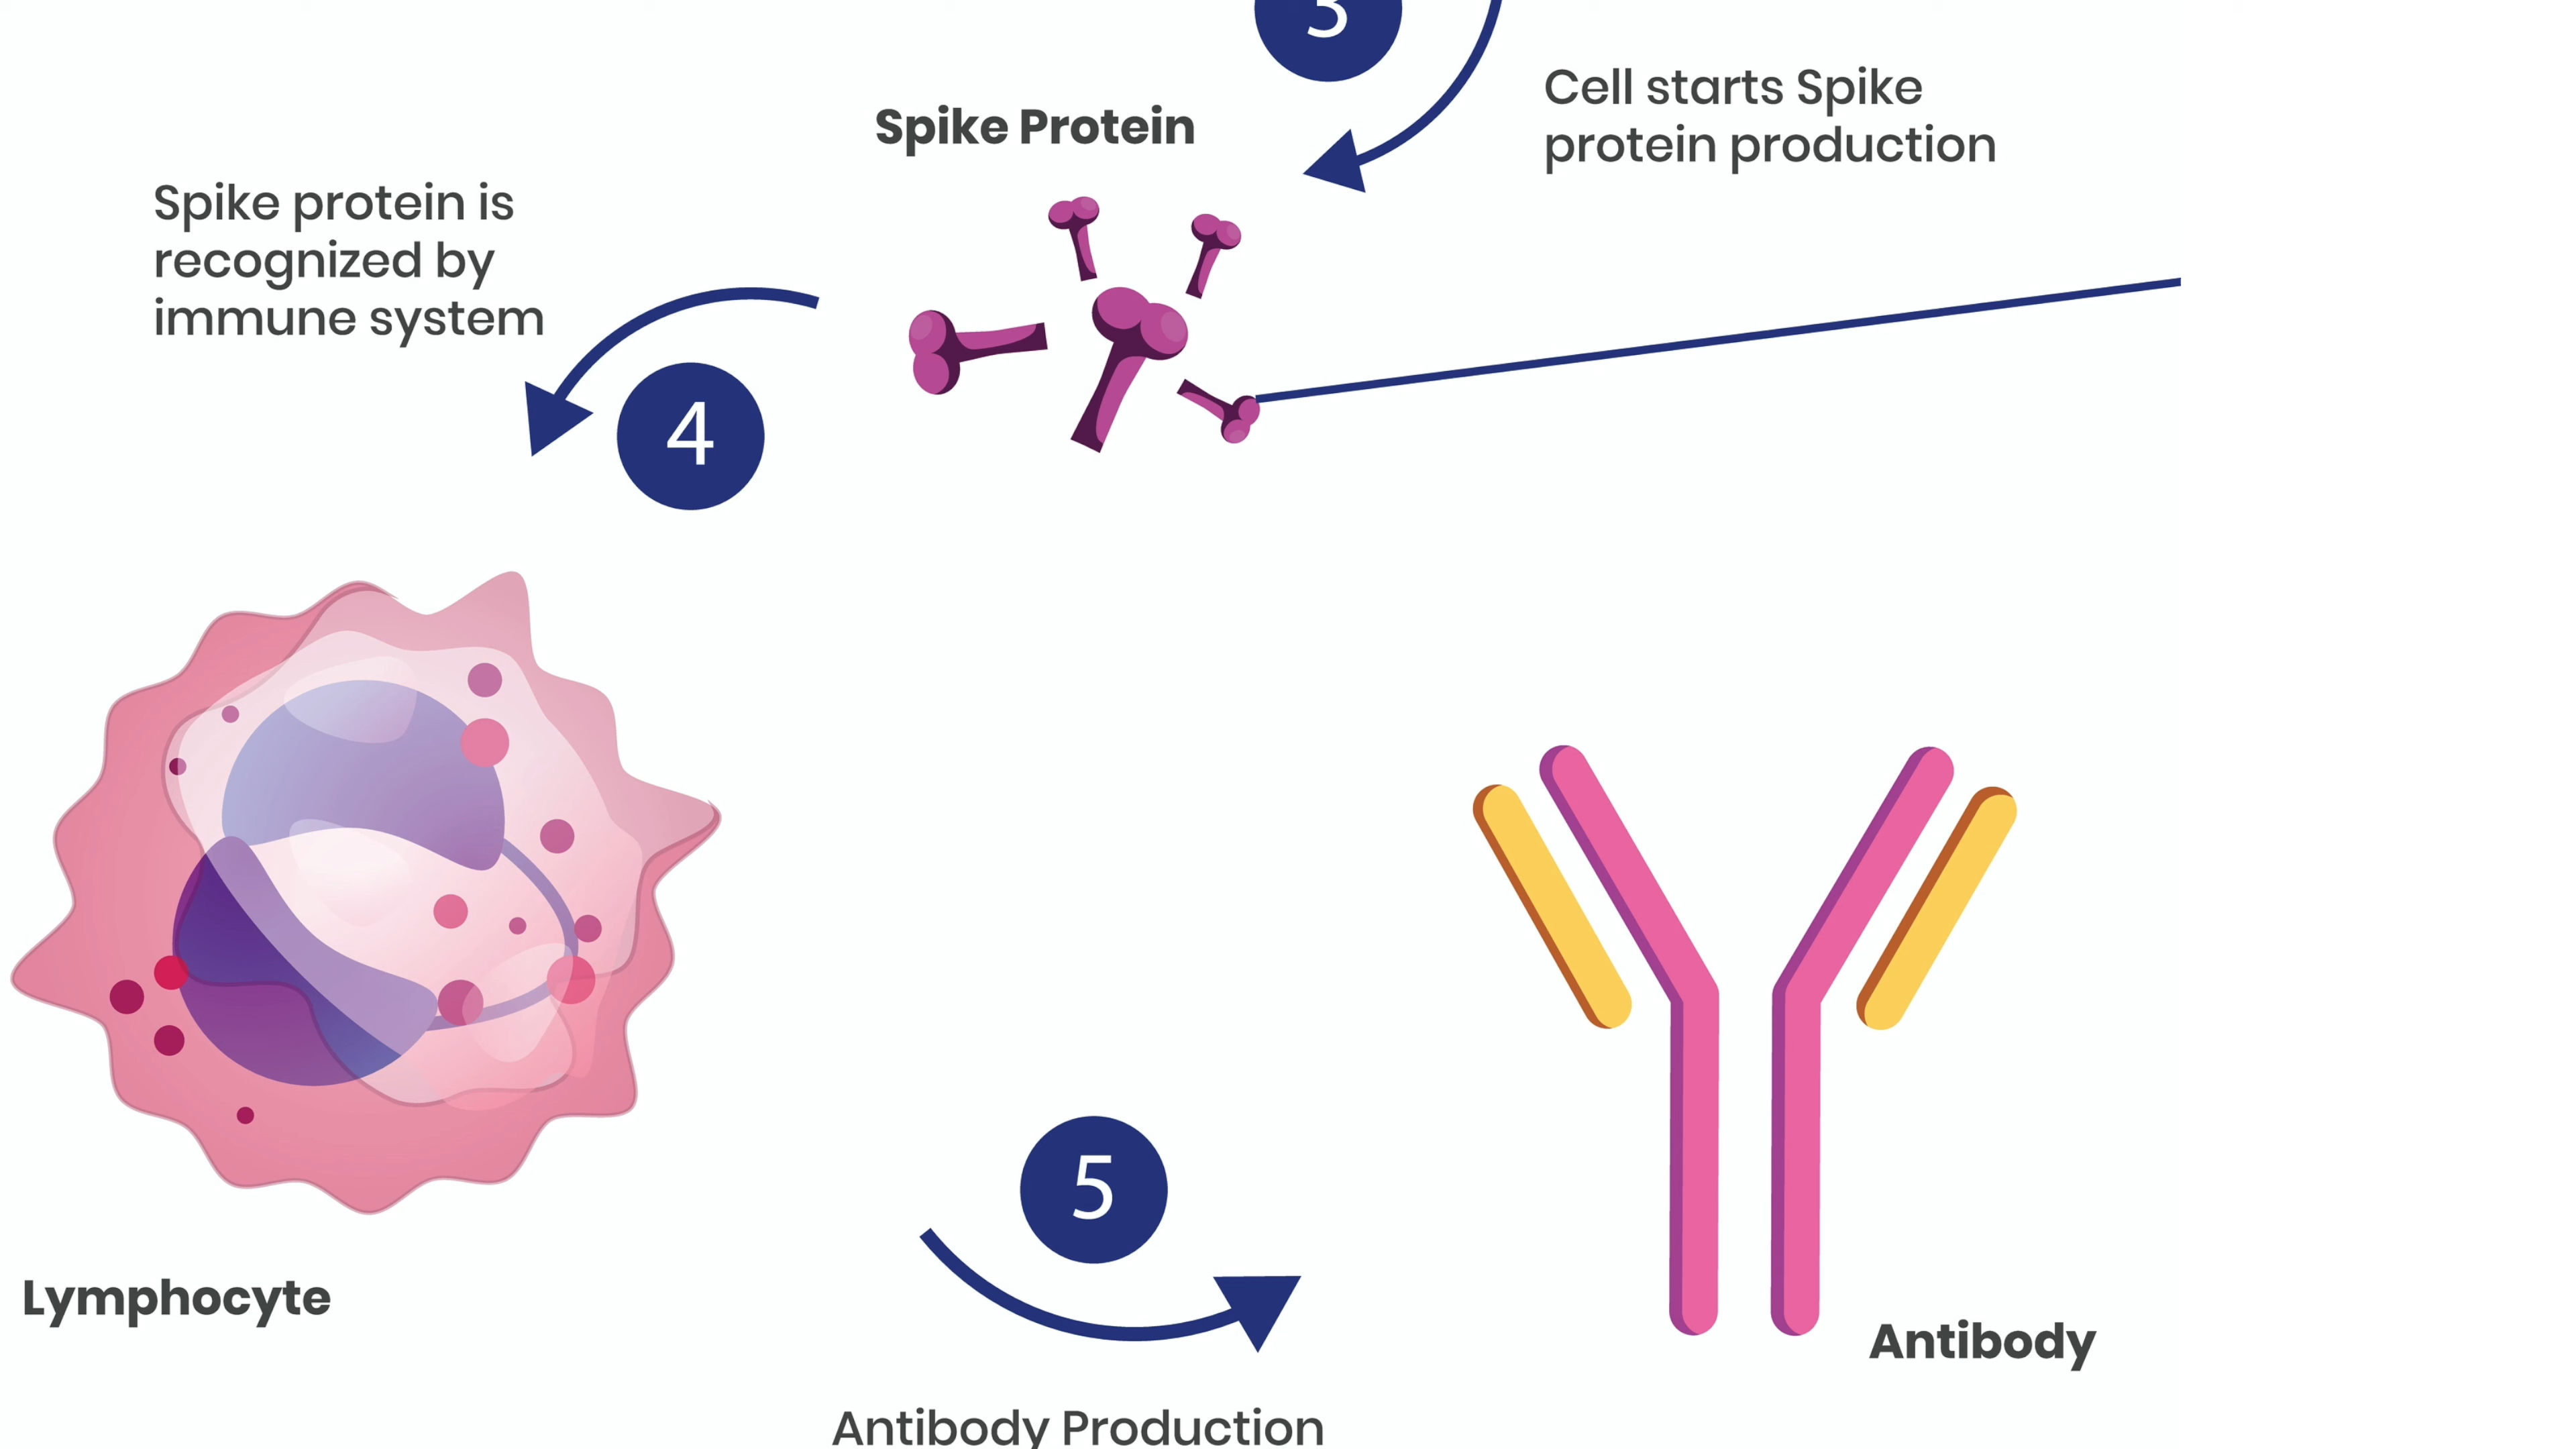 3
Cell starts Spike
protein production
Spike Protein
Spike protein is
recognized by
immune system
4
Lymphocyte
5
Antibody Production
Antibody